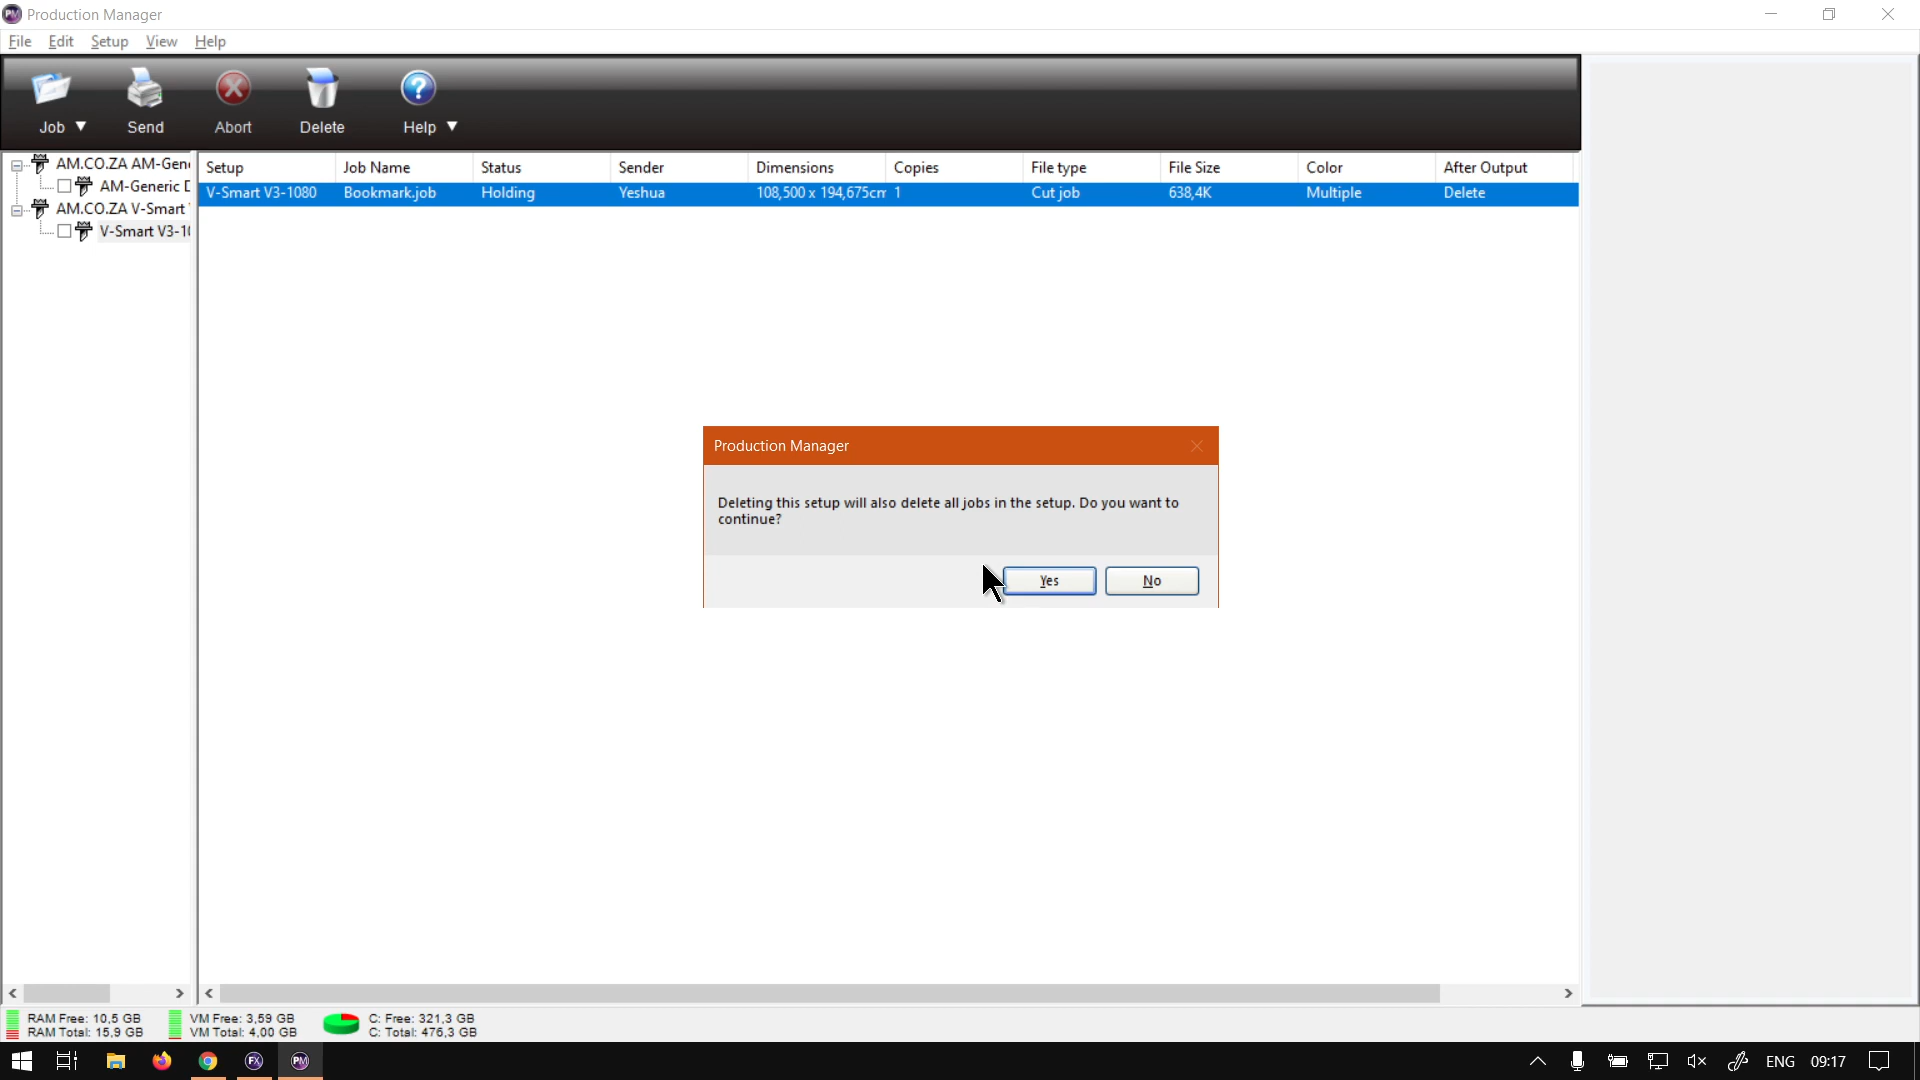 Production Manager
File Edit Setup View Help
Job Send Abort Delete Help
AM.CO.ZA AM-Gen
AM-Generic D
AM.CO.ZA V-Smart
V-Smart V3-10
Setup Job Name Status Sender Dimensions Copies File type File Size Color After Output
V-Smart V3-1080 Bookmark.job Holding Yeshua 108,500 x 194,675cm 1 Cut job 638,4K Multiple Delete
Production Manager
Deleting this setup will also delete all jobs in the setup. Do you want to
continue?
Yes No
RAM Free: 10,5 GB VM Free: 3,59 GB C: Free: 321,3 GB
RAM Total: 15,9 GB VM Total: 4,00 GB C: Total: 476,3 GB
FX PM ENG 09:17